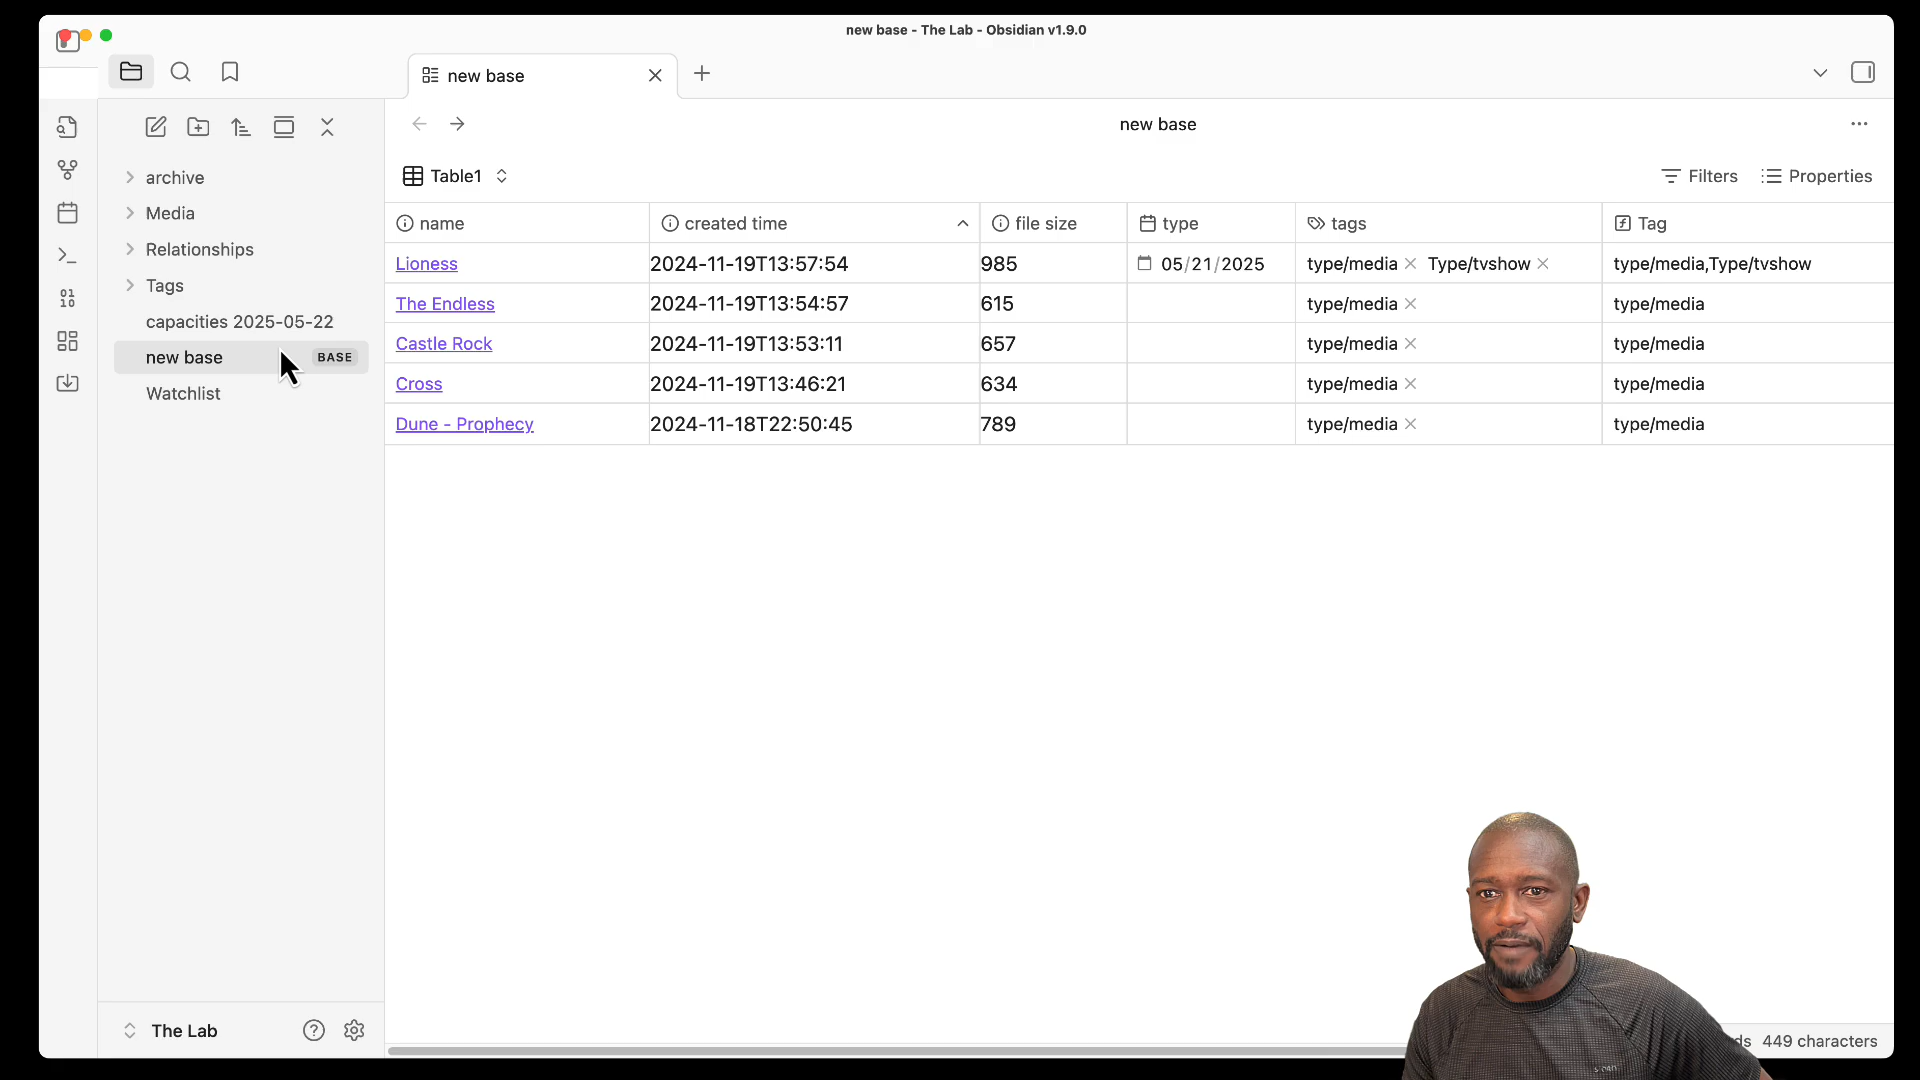 new base - The Lab - Obsidian v1.9.0
new base
new base
Table1
Filters
Properties
name
created time
file size
type
tags
Tag
Lioness
2024-11-19T13:57:54
985
05/21/2025
type/media
Type/tvshow
type/media,Type/tvshow
The Endless
2024-11-19T13:54:57
615
type/media
type/media
Castle Rock
2024-11-19T13:53:11
657
type/media
type/media
Cross
2024-11-19T13:46:21
634
type/media
type/media
Dune - Prophecy
2024-11-18T22:50:45
789
type/media
type/media
archive
Media
Relationships
Tags
capacities 2025-05-22
new base
BASE
Watchlist
The Lab
449 characters